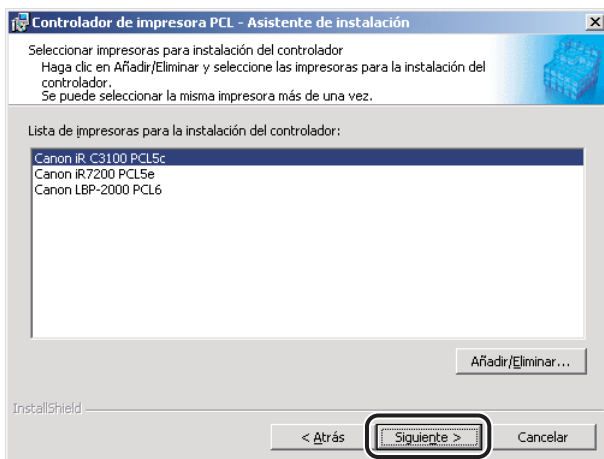 Controlador de impresora PCL - Asistente de instalación
Seleccionar impresoras para instalación del controlador
Haga clic en Añadir/Eliminar y seleccione las impresoras para la instalación del
controlador.
Se puede seleccionar la misma impresora más de una vez.
Lista de impresoras para la instalación del controlador:
Canon iR C3100 PCL5c
Canon iR7200 PCL5e
Canon LBP-2000 PCL6
Añadir/Eliminar...
InstallShield
< Atrás
Siguiente >
Cancelar